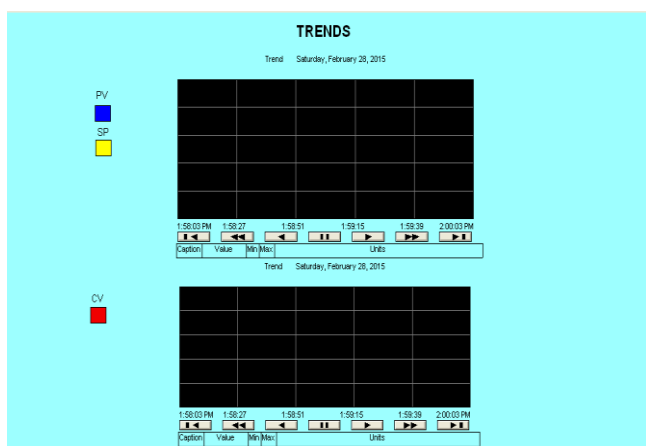 TRENDS
Trend Saturday, February 28, 2015
PV
SP
1:58:03 PM 1:58:27 1:58:51 1:59:15 1:59:39 2:00:03 PM
Caption Value Min Max Units
Trend Saturday, February 28, 2015
CV
1:58:03 PM 1:58:27 1:58:51 1:59:15 1:59:39 2:00:03 PM
Caption Value Min Max Units